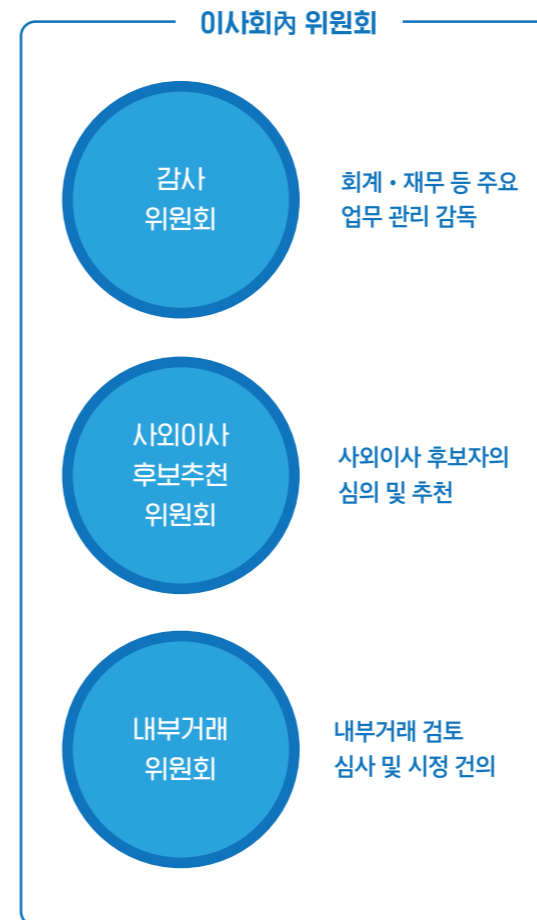 이사회內 위원회
감사
위원회
회계・재무 등 주요
업무 관리 감독
사외이사
후보추천
위원회
사외이사 후보자의
심의 및 추천
내부거래
위원회
내부거래 검토
심사 및 시정 건의